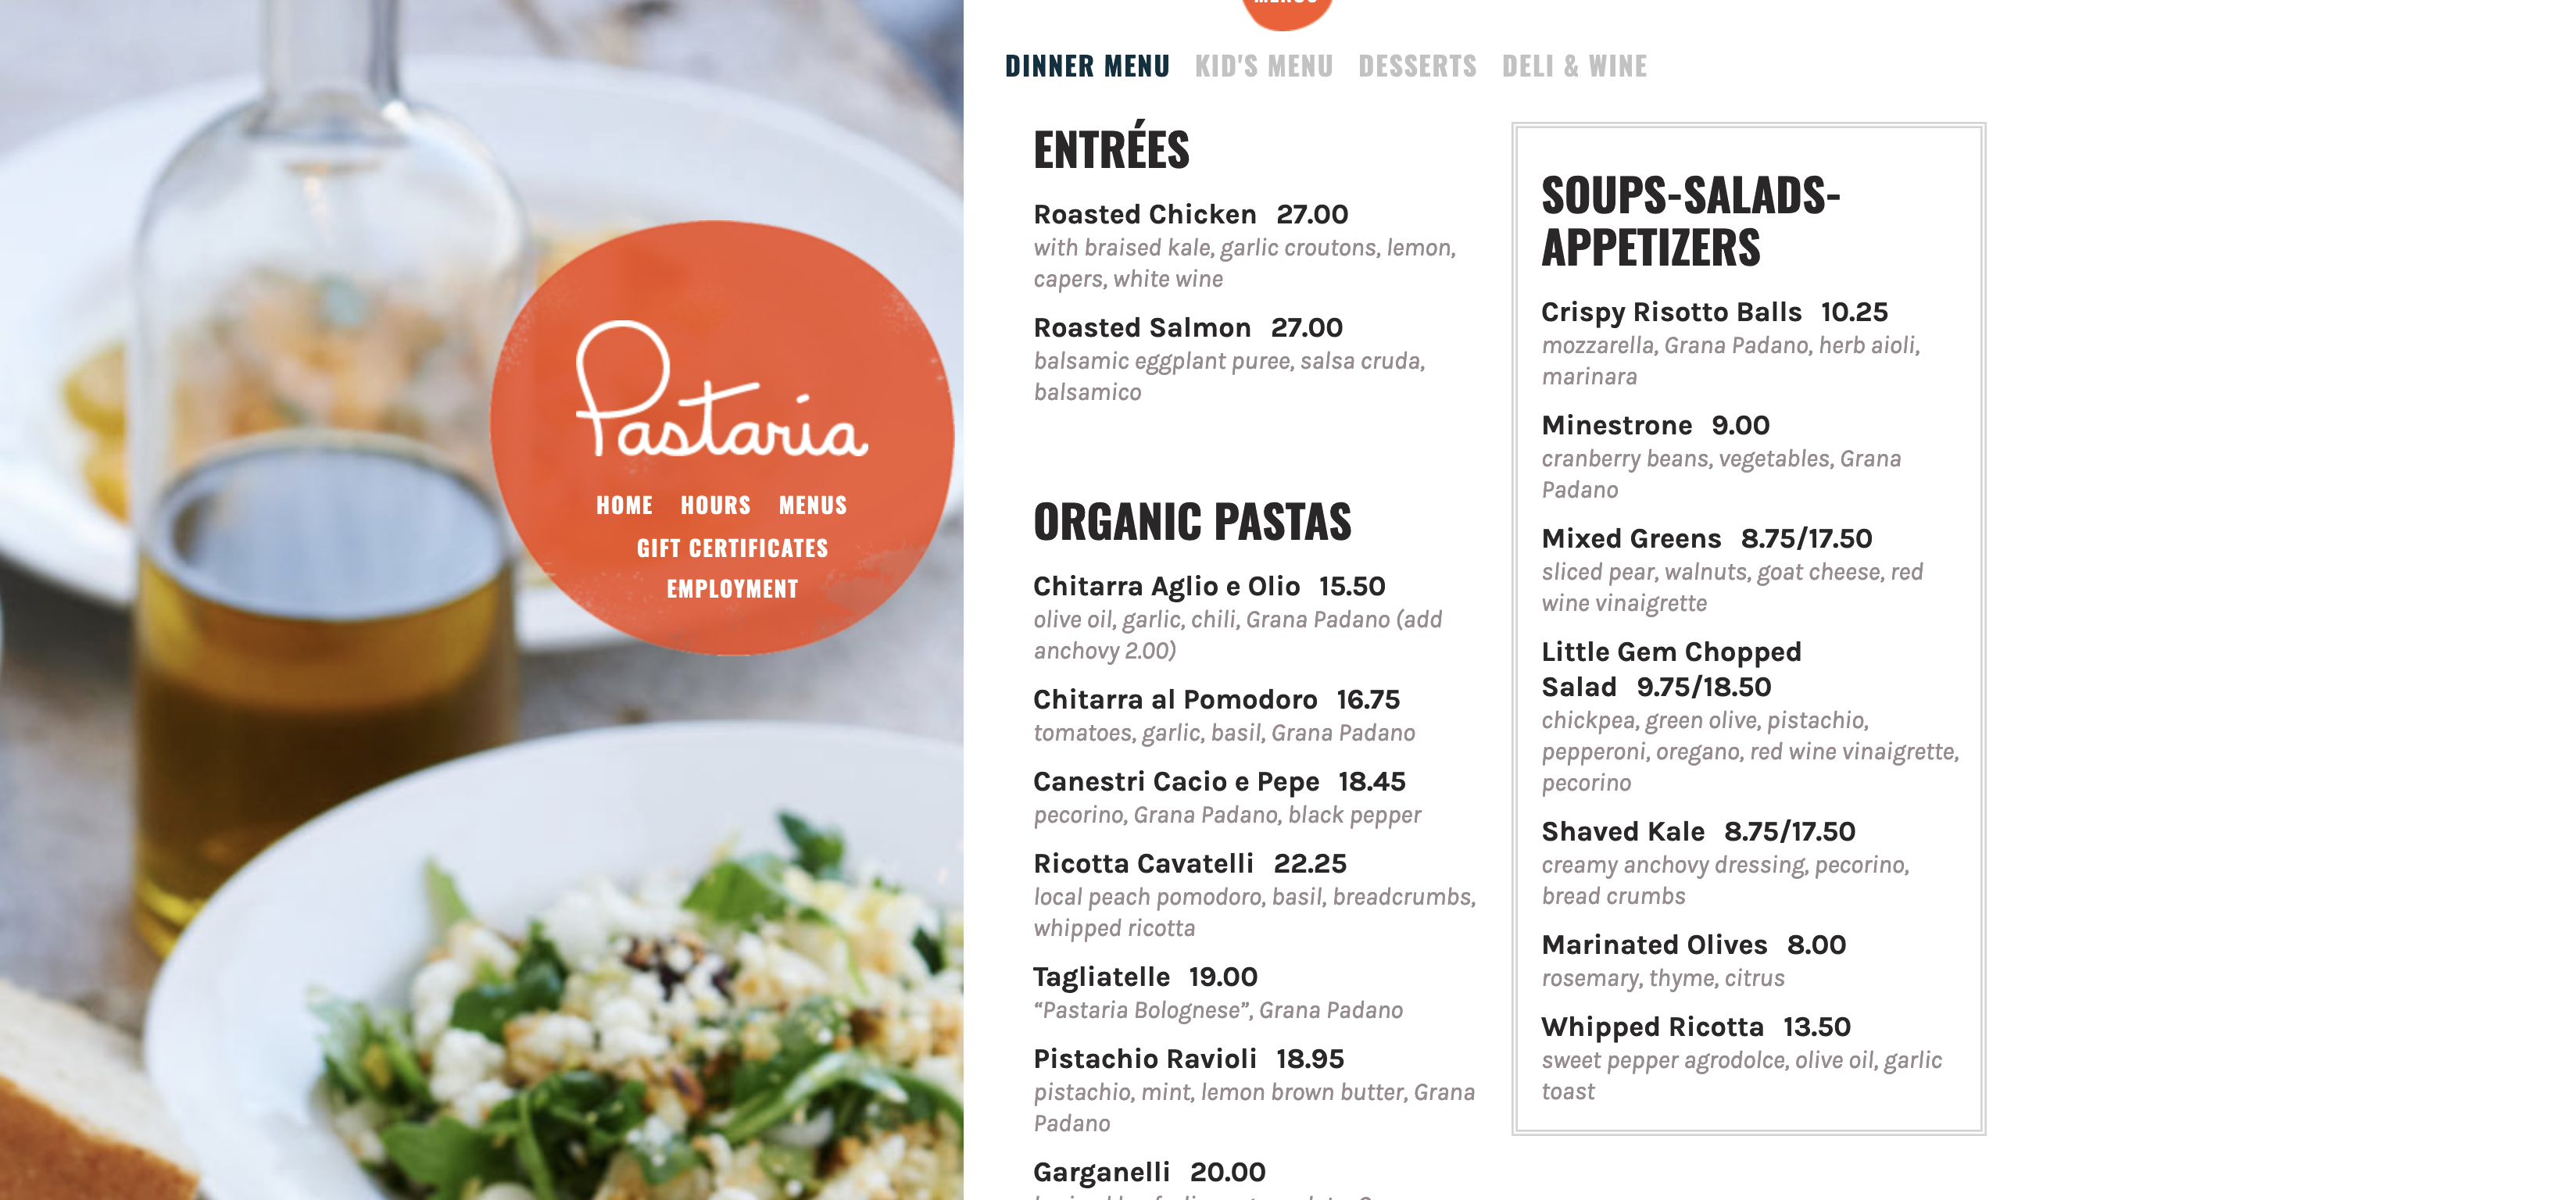 MENUS
DINNER MENU KID'S MENU DESSERTS DELI & WINE
Pastaria
HOME HOURS MENUS
GIFT CERTIFICATES
EMPLOYMENT
ENTRÉES
Roasted Chicken 27.00
with braised kale, garlic croutons, lemon,
capers, white wine
Roasted Salmon 27.00
balsamic eggplant puree, salsa cruda,
balsamico
ORGANIC PASTAS
Chitarra Aglio e Olio 15.50
olive oil, garlic, chili, Grana Padano (add
anchovy 2.00)
Chitarra al Pomodoro 16.75
tomatoes, garlic, basil, Grana Padano
Canestri Cacio e Pepe 18.45
pecorino, Grana Padano, black pepper
Ricotta Cavatelli 22.25
local peach pomodoro, basil, breadcrumbs,
whipped ricotta
Tagliatelle 19.00
“Pastaria Bolognese”, Grana Padano
Pistachio Ravioli 18.95
pistachio, mint, lemon brown butter, Grana
Padano
Garganelli 20.00
SOUPS-SALADS-
APPETIZERS
Crispy Risotto Balls 10.25
mozzarella, Grana Padano, herb aioli,
marinara
Minestrone 9.00
cranberry beans, vegetables, Grana
Padano
Mixed Greens 8.75/17.50
sliced pear, walnuts, goat cheese, red
wine vinaigrette
Little Gem Chopped
Salad 9.75/18.50
chickpea, green olive, pistachio,
pepperoni, oregano, red wine vinaigrette,
pecorino
Shaved Kale 8.75/17.50
creamy anchovy dressing, pecorino,
bread crumbs
Marinated Olives 8.00
rosemary, thyme, citrus
Whipped Ricotta 13.50
sweet pepper agrodolce, olive oil, garlic
toast